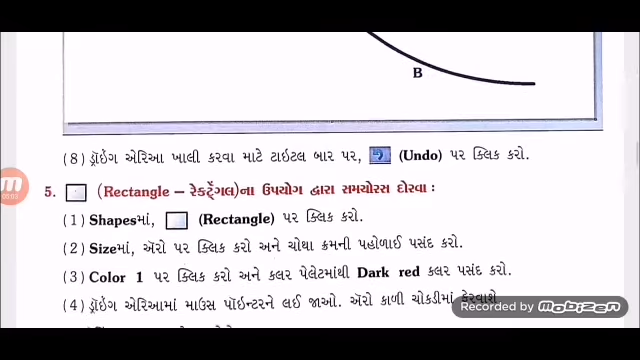 B
(8) ડ્રૉઇંગ એરિઆ ખાલી કરવા માટે ટાઇટલ બાર પર, (Undo) પર ક્લિક કરો.
5. (Rectangle – રેક્ટૅંગલ)ના ઉપયોગ દ્વારા સમચોરસ દોરવા :
(1) Shapesમાં, (Rectangle) પર ક્લિક કરો.
(2) Sizeમાં, ઍરો પર ક્લિક કરો અને ચોથા ક્રમની પહોળાઈ પસંદ કરો.
(3) Color 1 પર ક્લિક કરો અને કલર પૅલેટમાંથી Dark red કલર પસંદ કરો.
(4) ડ્રૉઇંગ એરિઆમાં માઉસ પૉઇન્ટરને લઈ જાઓ. ઍરો કાળી ચોકડીમાં ફેરવાશે
Recorded by
MOBIZEN